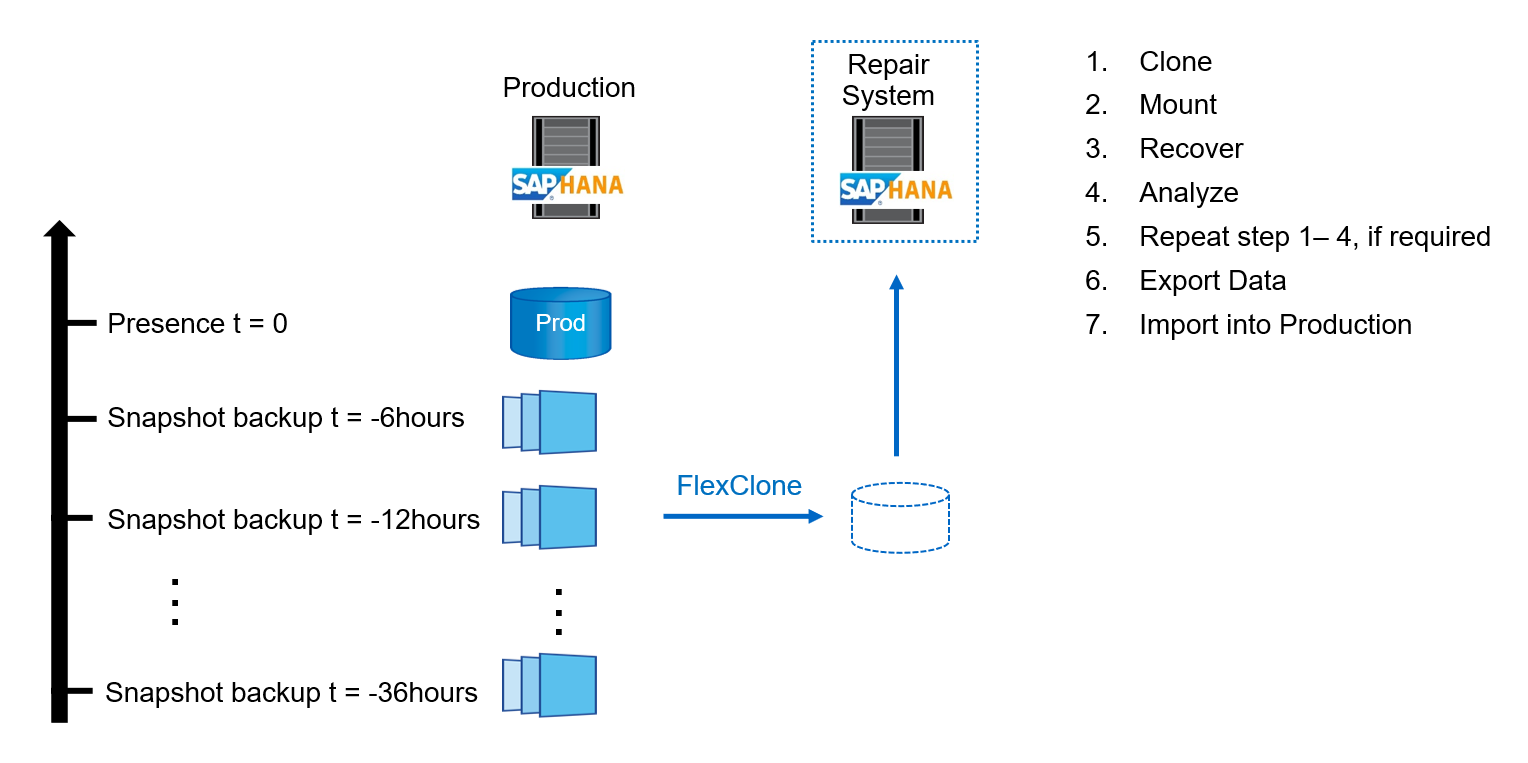 Production
SAP HANA
Repair
System
SAP HANA
1. Clone
2. Mount
3. Recover
4. Analyze
5. Repeat step 1– 4, if required
6. Export Data
7. Import into Production
Presence t = 0
Prod
Snapshot backup t = -6hours
Snapshot backup t = -12hours
FlexClone
Snapshot backup t = -36hours